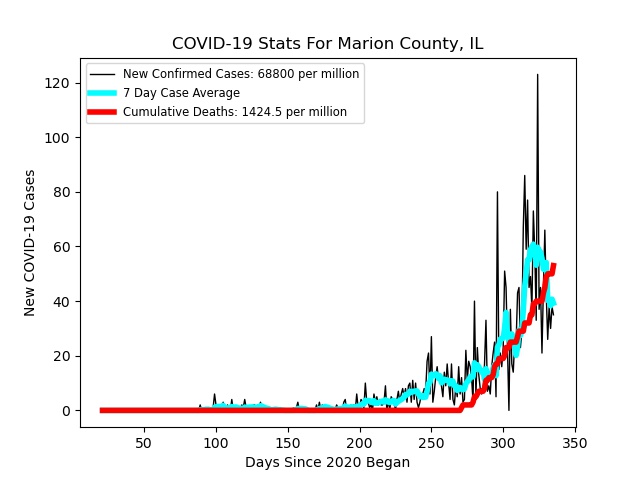 COVID-19 Stats For Marion County, IL
New Confirmed Cases: 68800 per million
7 Day Case Average
Cumulative Deaths: 1424.5 per million
New COVID-19 Cases
120
100
80
60
40
20
0
50
100
150
200
250
300
350
Days Since 2020 Began